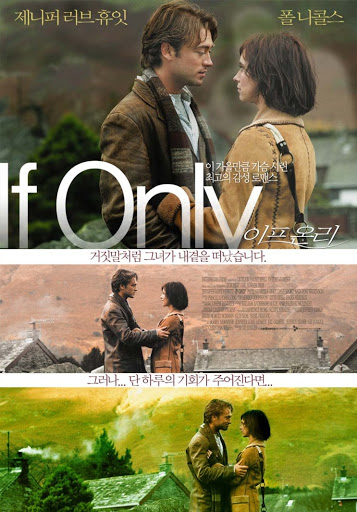 제니퍼 러브 휴잇
폴 니콜스
If Only
이 가을만큼 가슴 시린
최고의 감성 로맨스
이프 온리
거짓말처럼 그녀가 내곁을 떠났습니다.
그러나... 단 하루의 기회가 주어진다면...